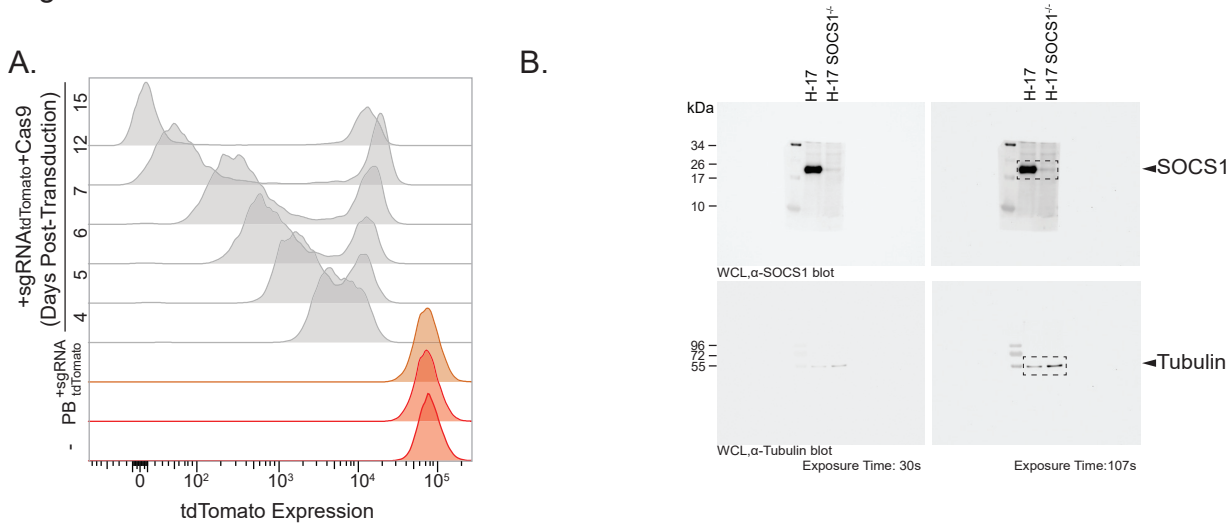 A.
+sgRNAtdTomato+Cas9
(Days Post-Transduction)
15
12
7
6
5
4
+sgRNA
tdTomato
PB
-
0 10² 10³ 10⁴ 10⁵
tdTomato Expression
B.
H-17
H-17 SOCS1-/-
H-17
H-17 SOCS1-/-
kDa
34
26
17
10
SOCS1
WCL,α-SOCS1 blot
96
72
55
Tubulin
WCL,α-Tubulin blot
Exposure Time: 30s
Exposure Time:107s